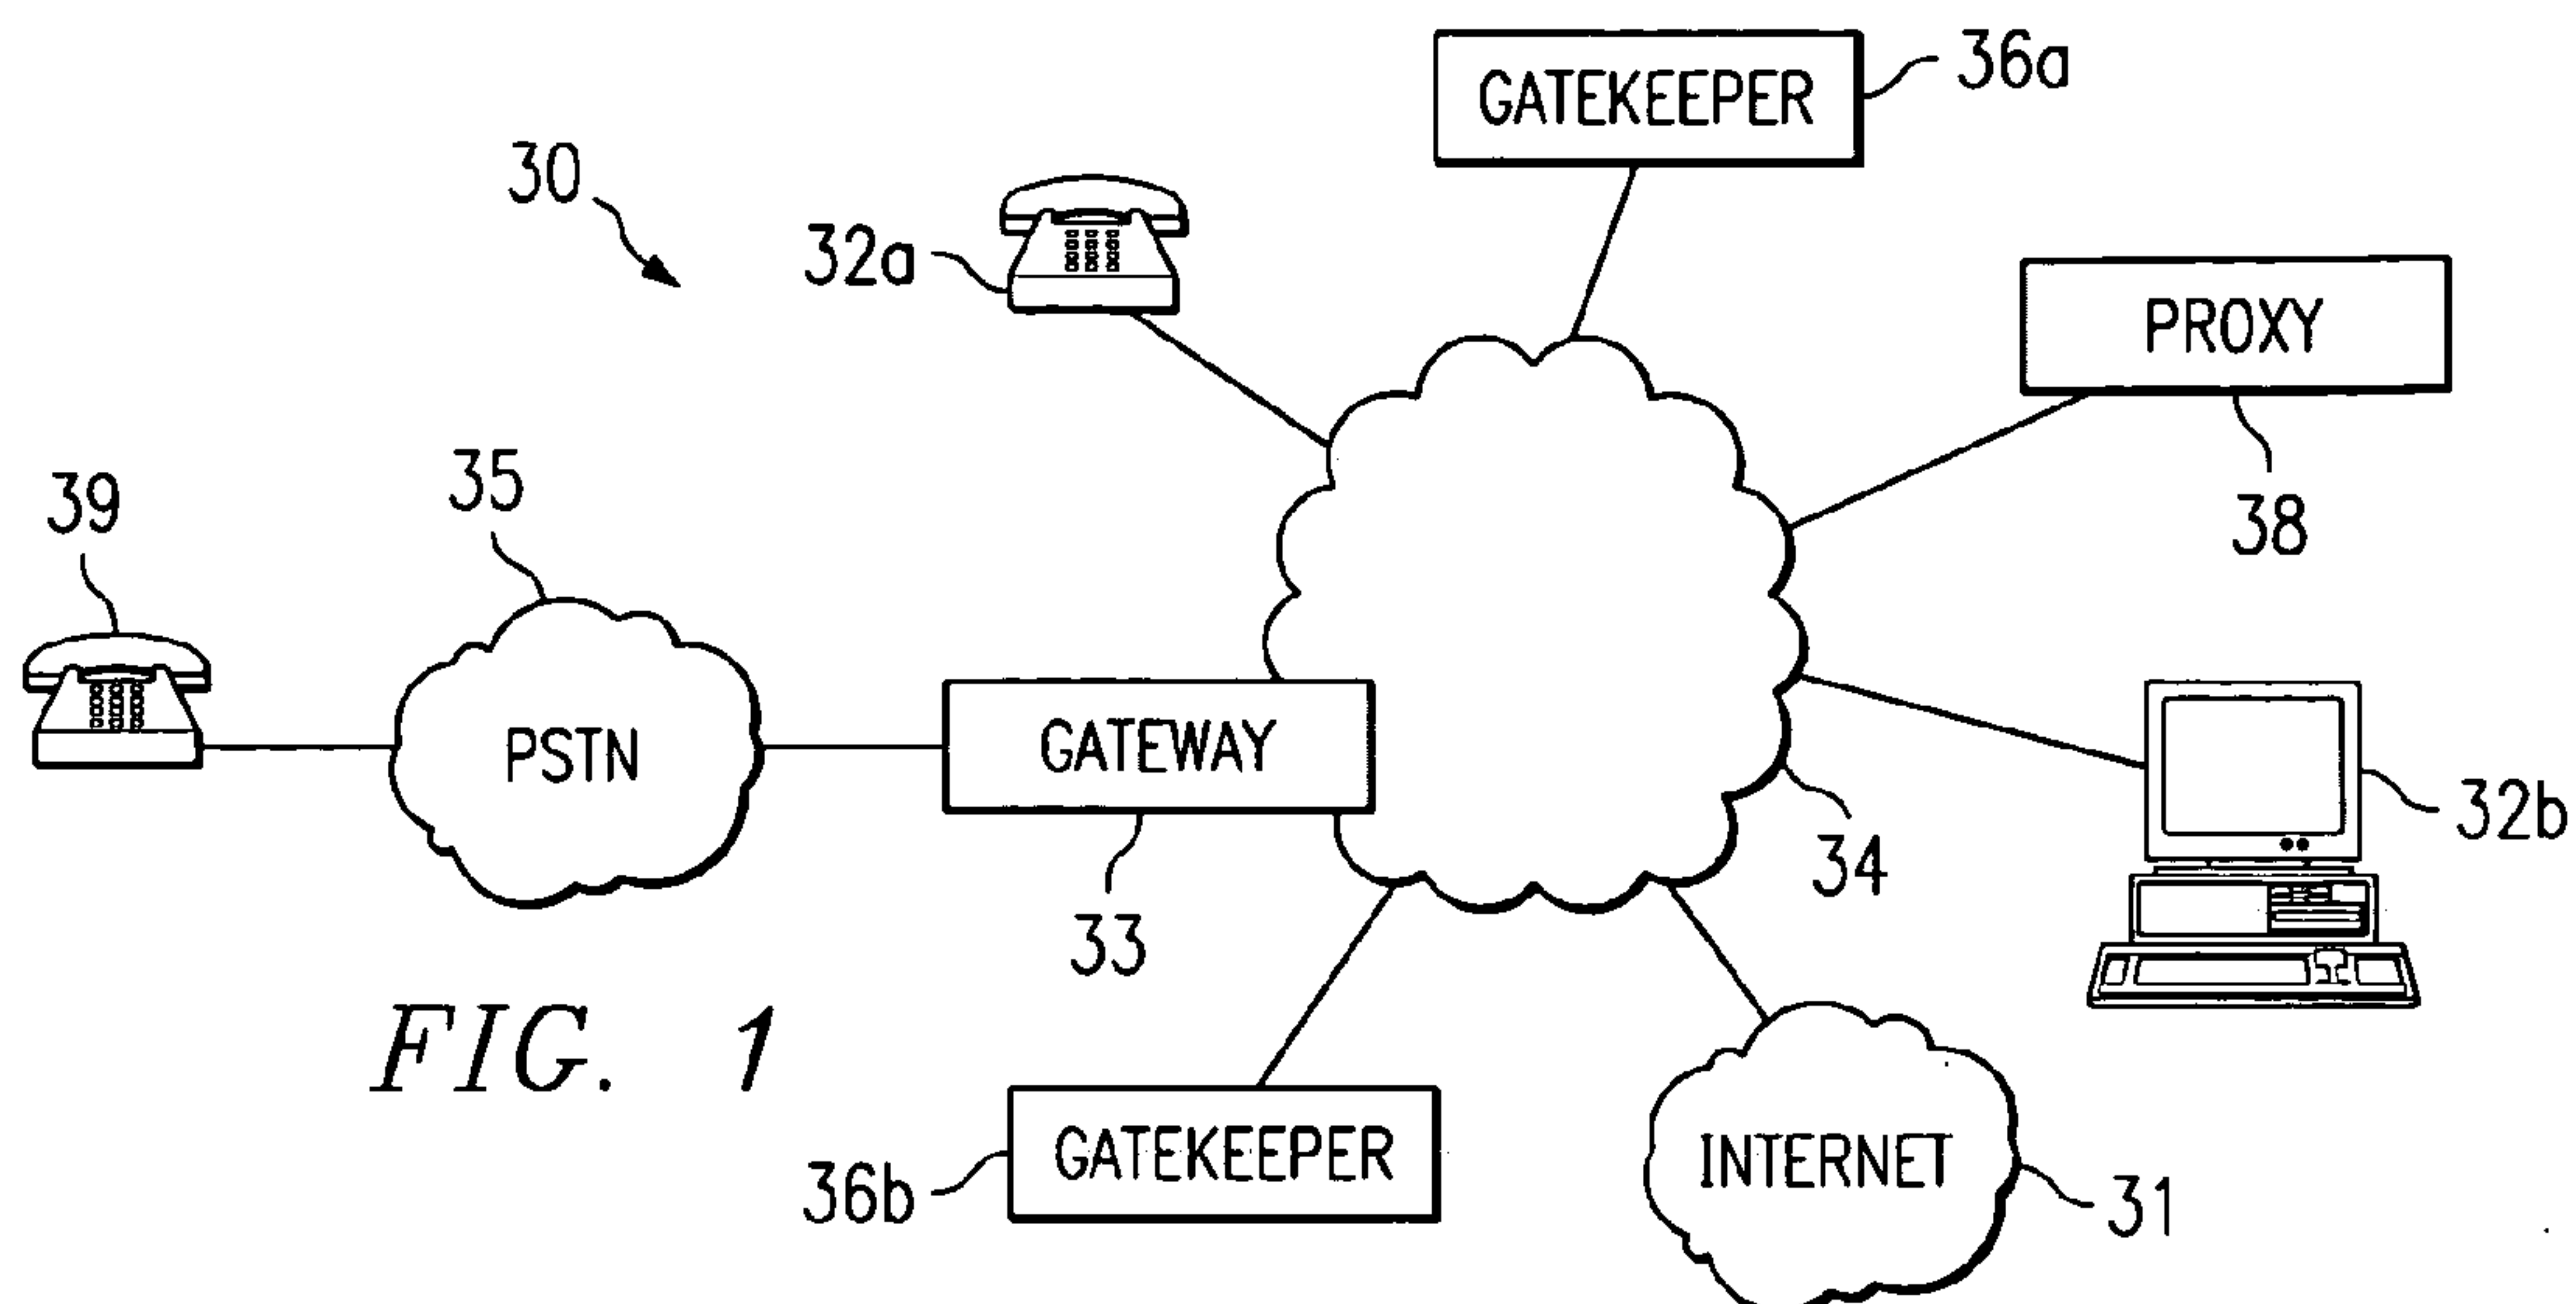 GATEKEEPER
36a
30
32a
PROXY
38
39
35
PSTN
GATEWAY
33
34
32b
FIG. 1
GATEKEEPER
36b
INTERNET
31